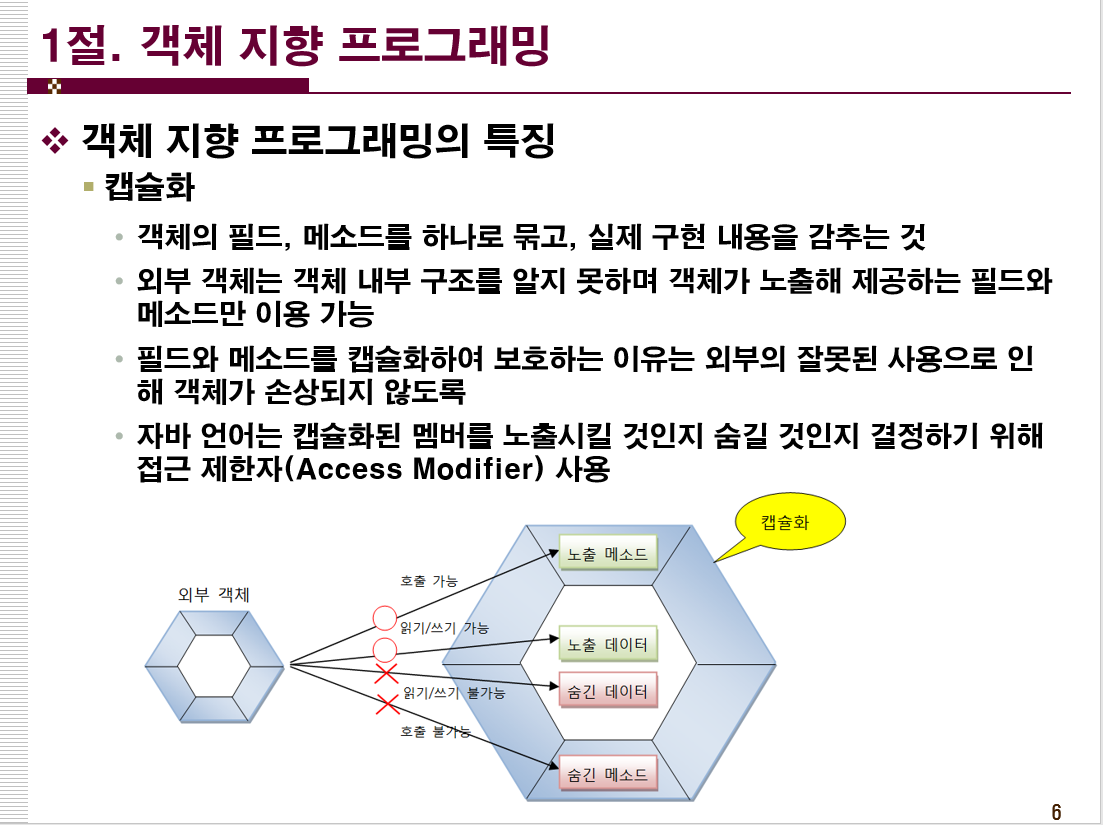 1절. 객체 지향 프로그래밍
객체 지향 프로그래밍의 특징
캡슐화
객체의 필드, 메소드를 하나로 묶고, 실제 구현 내용을 감추는 것
외부 객체는 객체 내부 구조를 알지 못하며 객체가 노출해 제공하는 필드와
메소드만 이용 가능
필드와 메소드를 캡슐화하여 보호하는 이유는 외부의 잘못된 사용으로 인
해 객체가 손상되지 않도록
자바 언어는 캡슐화된 멤버를 노출시킬 것인지 숨길 것인지 결정하기 위해
접근 제한자(Access Modifier) 사용
캡슐화
노출 메소드
호출 가능
외부 객체
읽기/쓰기 가능
노출 데이터
숨긴 데이터
읽기/쓰기 불가능
호출 불가능
숨긴 메소드
6